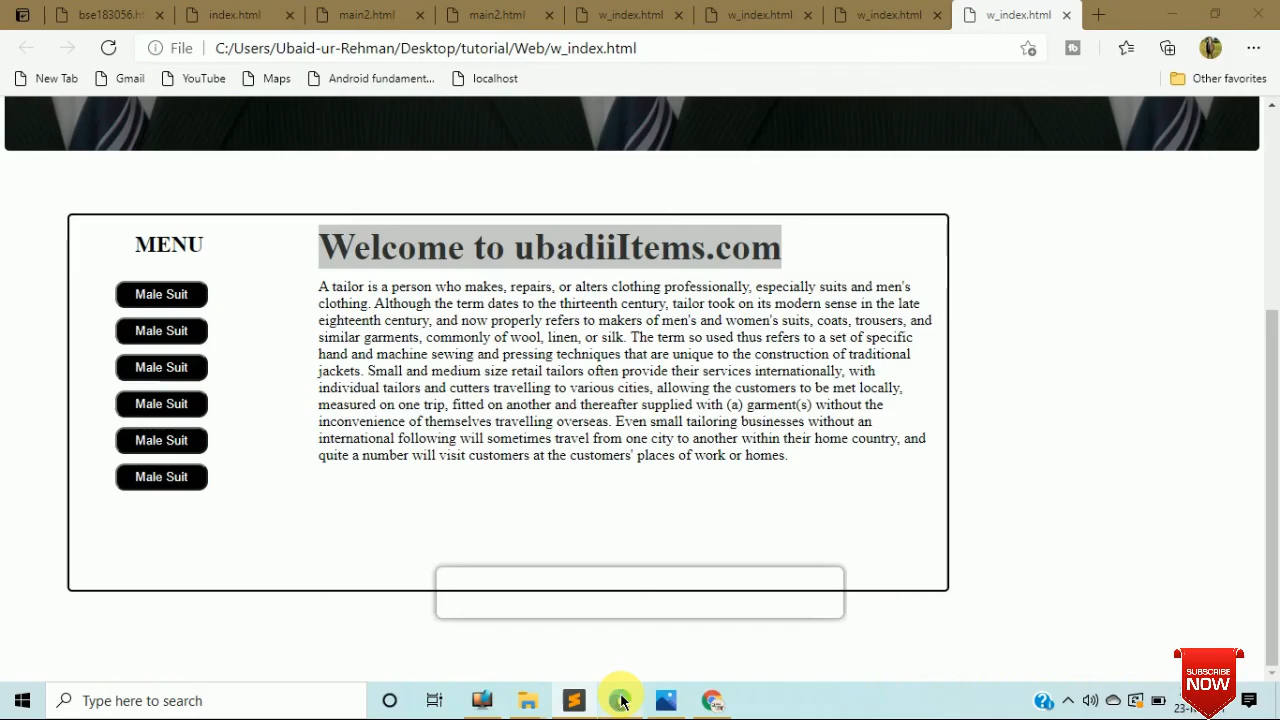 bse183056.h
index.html
main2.html
main2.html
w_index.html
w_index.html
w_index.html
w_index.html
File
C:/Users/Ubaid-ur-Rehman/Desktop/tutorial/Web/w_index.html
New Tab
Gmail
YouTube
Maps
Android fundament...
localhost
Other favorites
MENU
Male Suit
Male Suit
Male Suit
Male Suit
Male Suit
Male Suit
Welcome to ubadiiItems.com
A tailor is a person who makes, repairs, or alters clothing professionally, especially suits and men's
clothing. Although the term dates to the thirteenth century, tailor took on its modern sense in the late
eighteenth century, and now properly refers to makers of men's and women's suits, coats, trousers, and
similar garments, commonly of wool, linen, or silk. The term so used thus refers to a set of specific
hand and machine sewing and pressing techniques that are unique to the construction of traditional
jackets. Small and medium size retail tailors often provide their services internationally, with
individual tailors and cutters travelling to various cities, allowing the customers to be met locally,
measured on one trip, fitted on another and thereafter supplied with (a) garment(s) without the
inconvenience of themselves travelling overseas. Even small tailoring businesses without an
international following will sometimes travel from one city to another within their home country, and
quite a number will visit customers at the customers' places of work or homes.
SUBSCRIBE
NOW
Type here to search